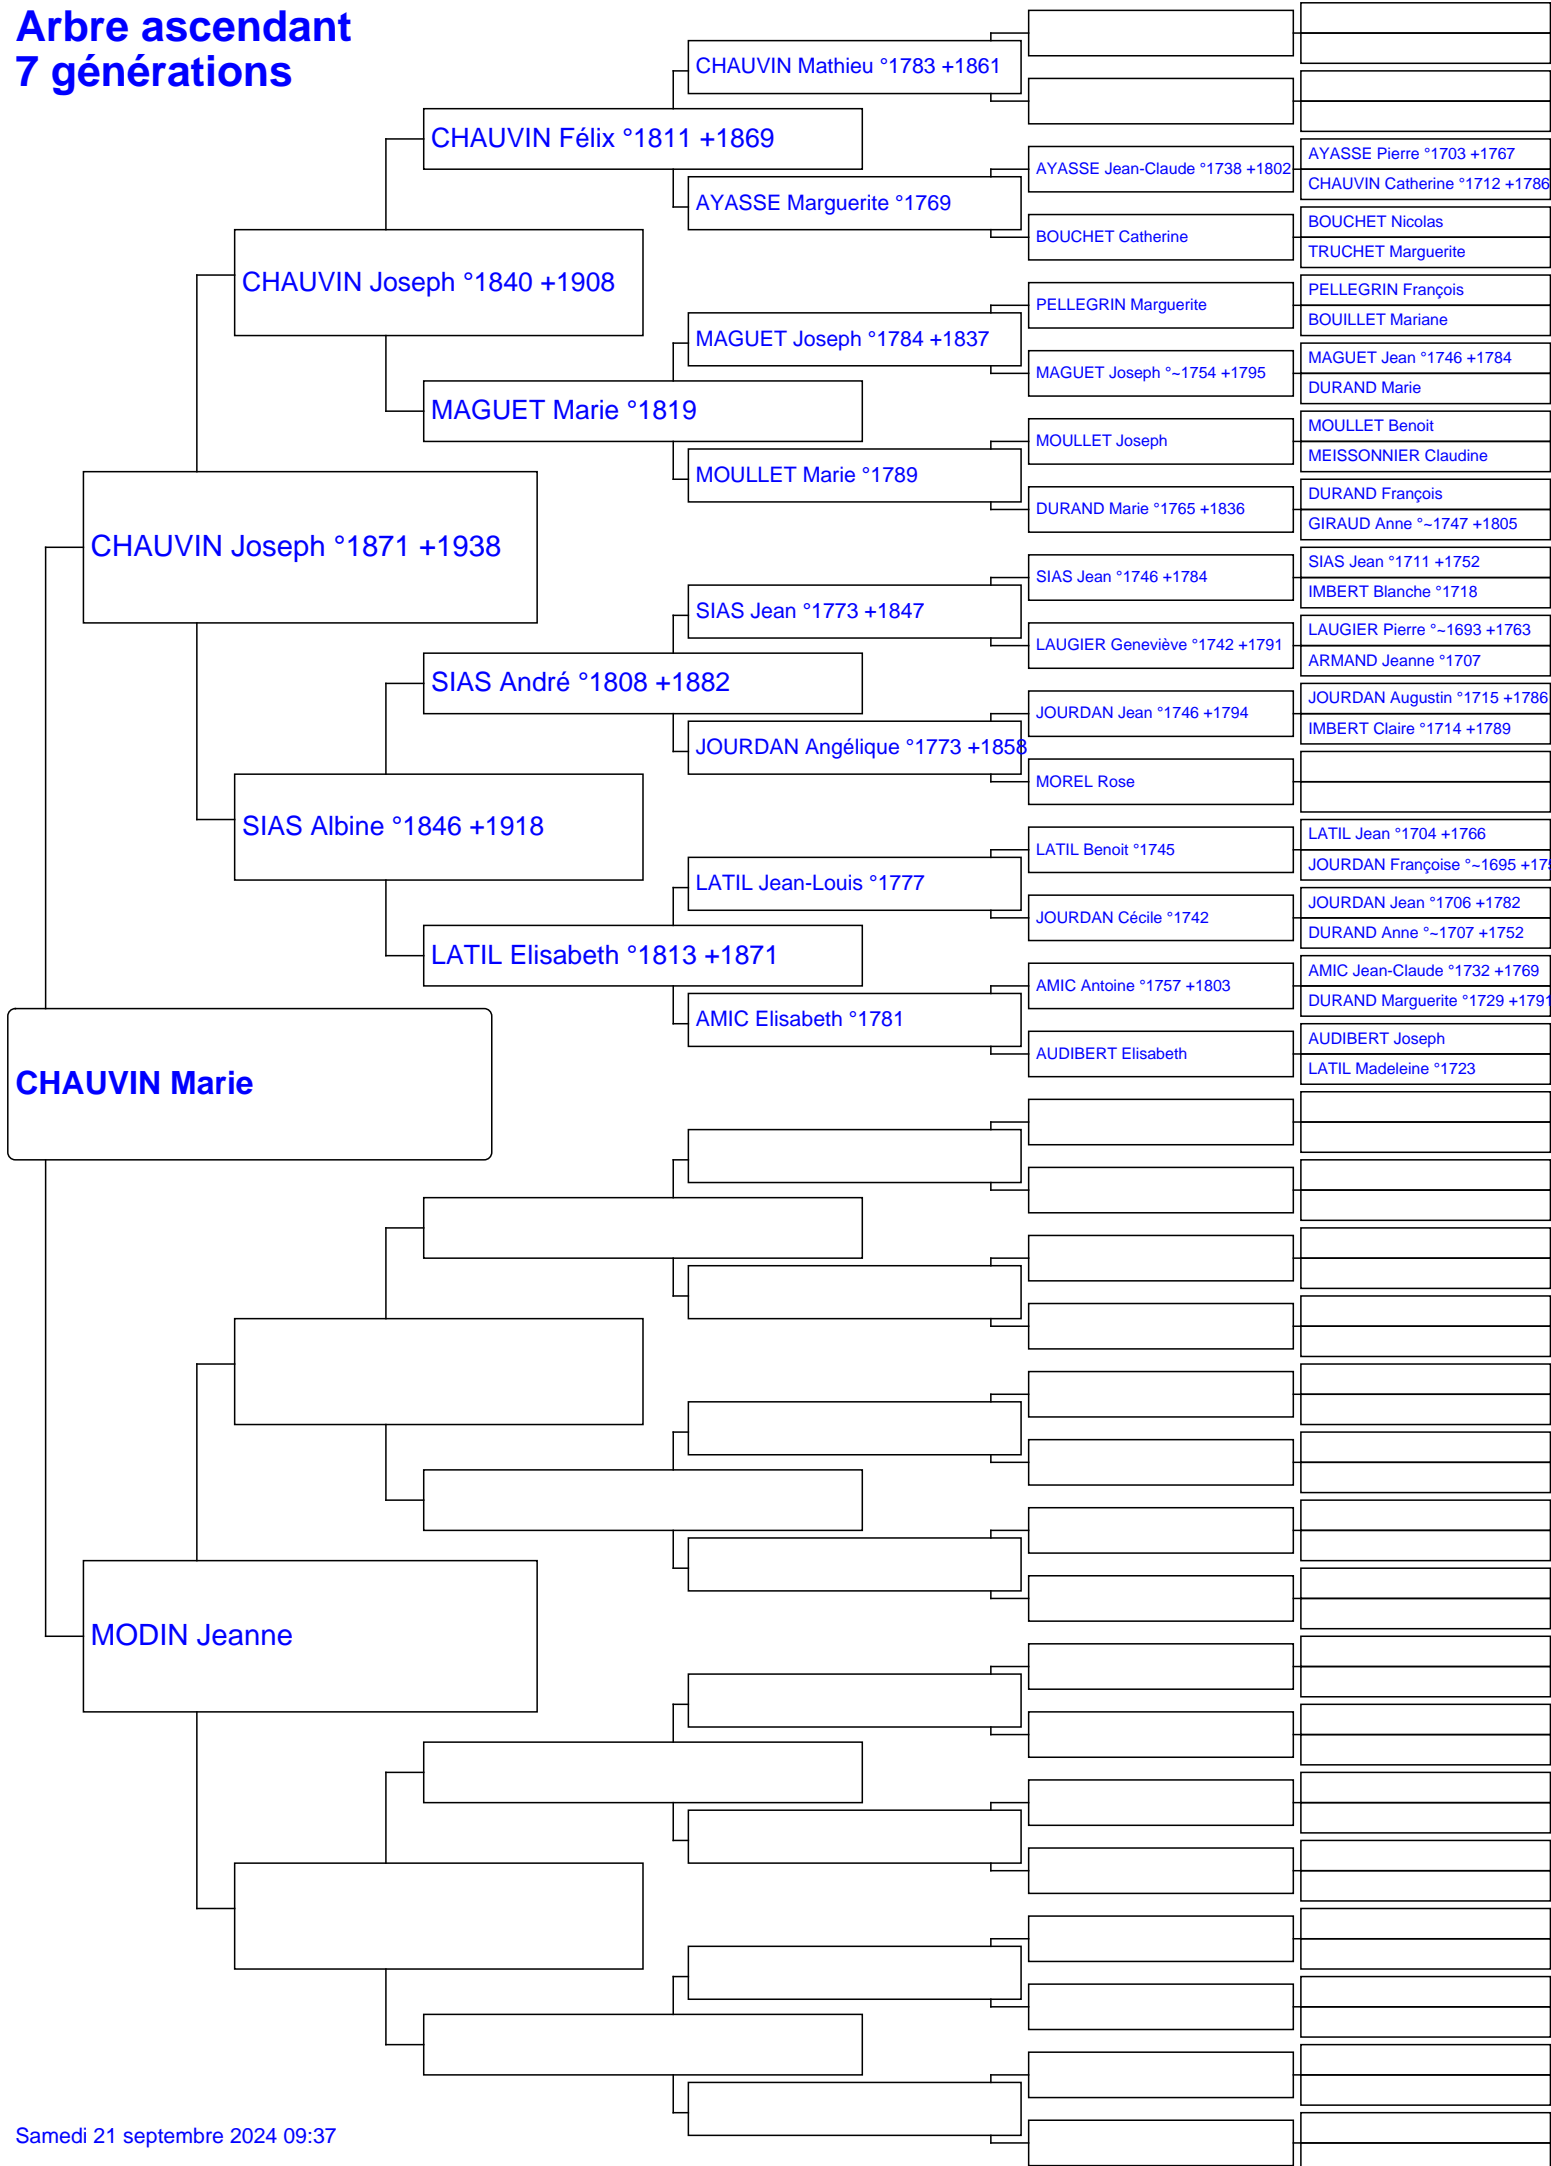 Arbre ascendant
7 générations
CHAUVIN Marie
CHAUVIN Joseph °1871 +1938
MODIN Jeanne
CHAUVIN Joseph °1840 +1908
SIAS Albine °1846 +1918
CHAUVIN Félix °1811 +1869
MAGUET Marie °1819
SIAS André °1808 +1882
LATIL Elisabeth °1813 +1871
CHAUVIN Mathieu °1783 +1861
AYASSE Marguerite °1769
MAGUET Joseph °1784 +1837
MOULLET Marie °1789
SIAS Jean °1773 +1847
JOURDAN Angélique °1773 +1858
LATIL Jean-Louis °1777
AMIC Elisabeth °1781
AYASSE Jean-Claude °1738 +1802
BOUCHET Catherine
PELLEGRIN Marguerite
MAGUET Joseph °~1754 +1795
MOULLET Joseph
DURAND Marie °1765 +1836
SIAS Jean °1746 +1784
LAUGIER Geneviève °1742 +1791
JOURDAN Jean °1746 +1794
MOREL Rose
LATIL Benoit °1745
JOURDAN Cécile °1742
AMIC Antoine °1757 +1803
AUDIBERT Elisabeth
AYASSE Pierre °1703 +1767
CHAUVIN Catherine °1712 +1786
BOUCHET Nicolas
TRUCHET Marguerite
PELLEGRIN François
BOUILLET Mariane
MAGUET Jean °1746 +1784
DURAND Marie
MOULLET Benoit
MEISSONNIER Claudine
DURAND François
GIRAUD Anne °~1747 +1805
SIAS Jean °1711 +1752
IMBERT Blanche °1718
LAUGIER Pierre °~1693 +1763
ARMAND Jeanne °1707
JOURDAN Augustin °1715 +1786
IMBERT Claire °1714 +1789
LATIL Jean °1704 +1766
JOURDAN Françoise °~1695
JOURDAN Jean °1706 +1782
DURAND Anne °~1707 +1752
AMIC Jean-Claude °1732 +1769
DURAND Marguerite °1729 +1791
AUDIBERT Joseph
LATIL Madeleine °1723
Samedi 21 septembre 2024 09:37